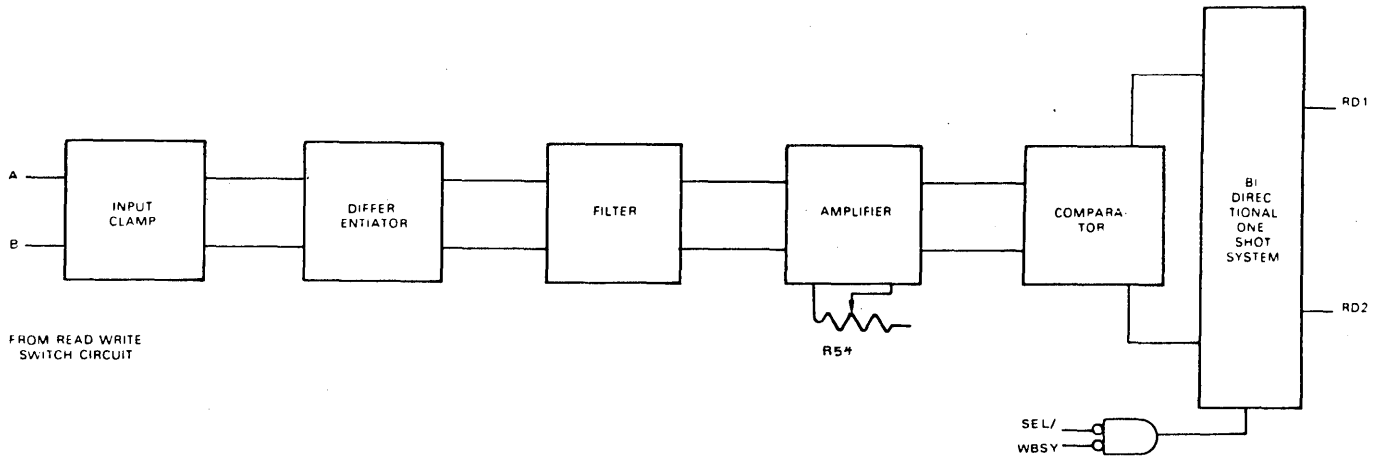 A
B
INPUT
CLAMP
DIFFER
ENTIATOR
FILTER
AMPLIFIER
R54
COMPARA-
TOR
BI
DIREC
TIONAL
ONE
SHOT
SYSTEM
RD1
RD2
FROM READ WRITE
SWITCH CIRCUIT
SEL/
WBSY